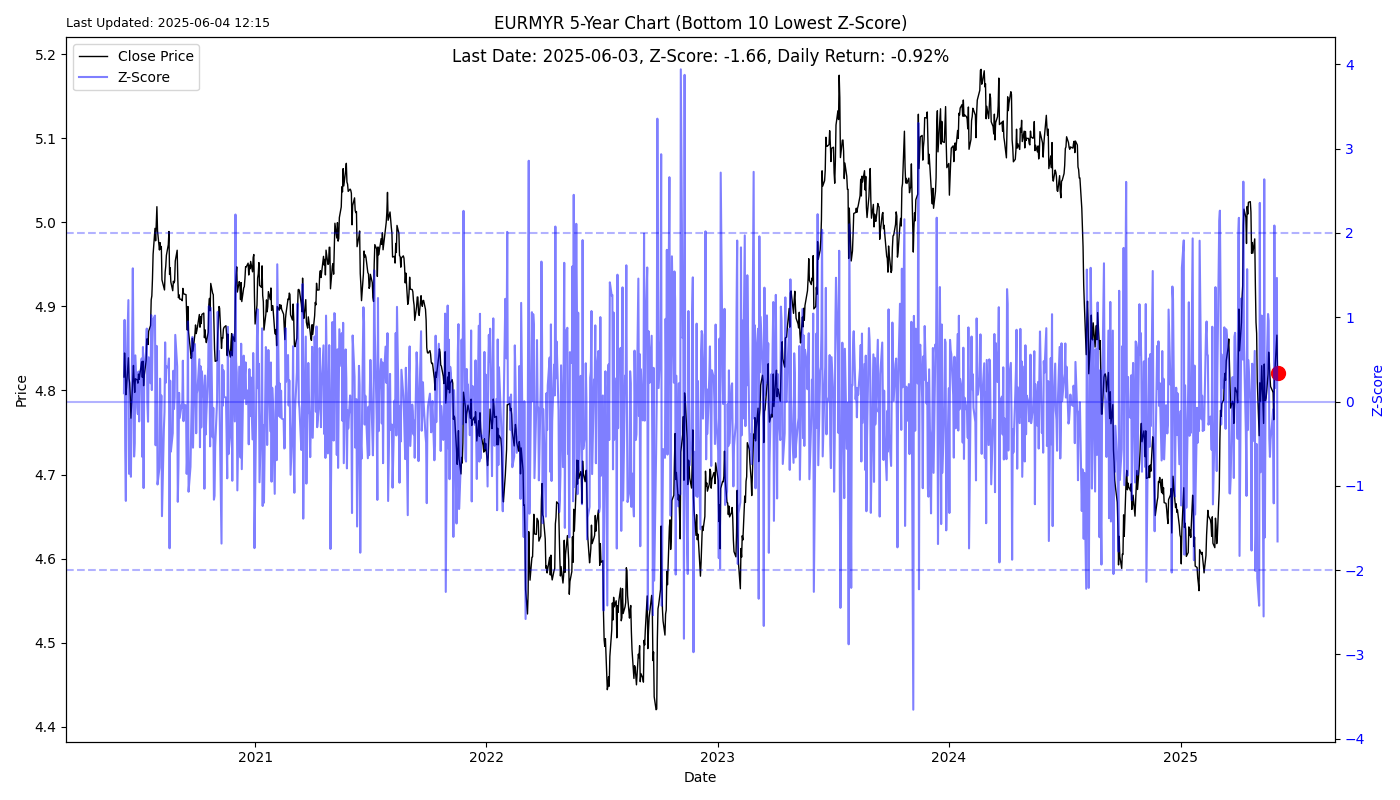 Last Updated: 2025-06-04 12:15
EURMYR 5-Year Chart (Bottom 10 Lowest Z-Score)
Last Date: 2025-06-03, Z-Score: -1.66, Daily Return: -0.92%
Close Price
Z-Score
5.2
5.1
5.0
4.9
4.8
4.7
4.6
4.5
4.4
Price
4
3
2
1
0
−1
−2
−3
−4
Z-Score
2021
2022
2023
2024
2025
Date